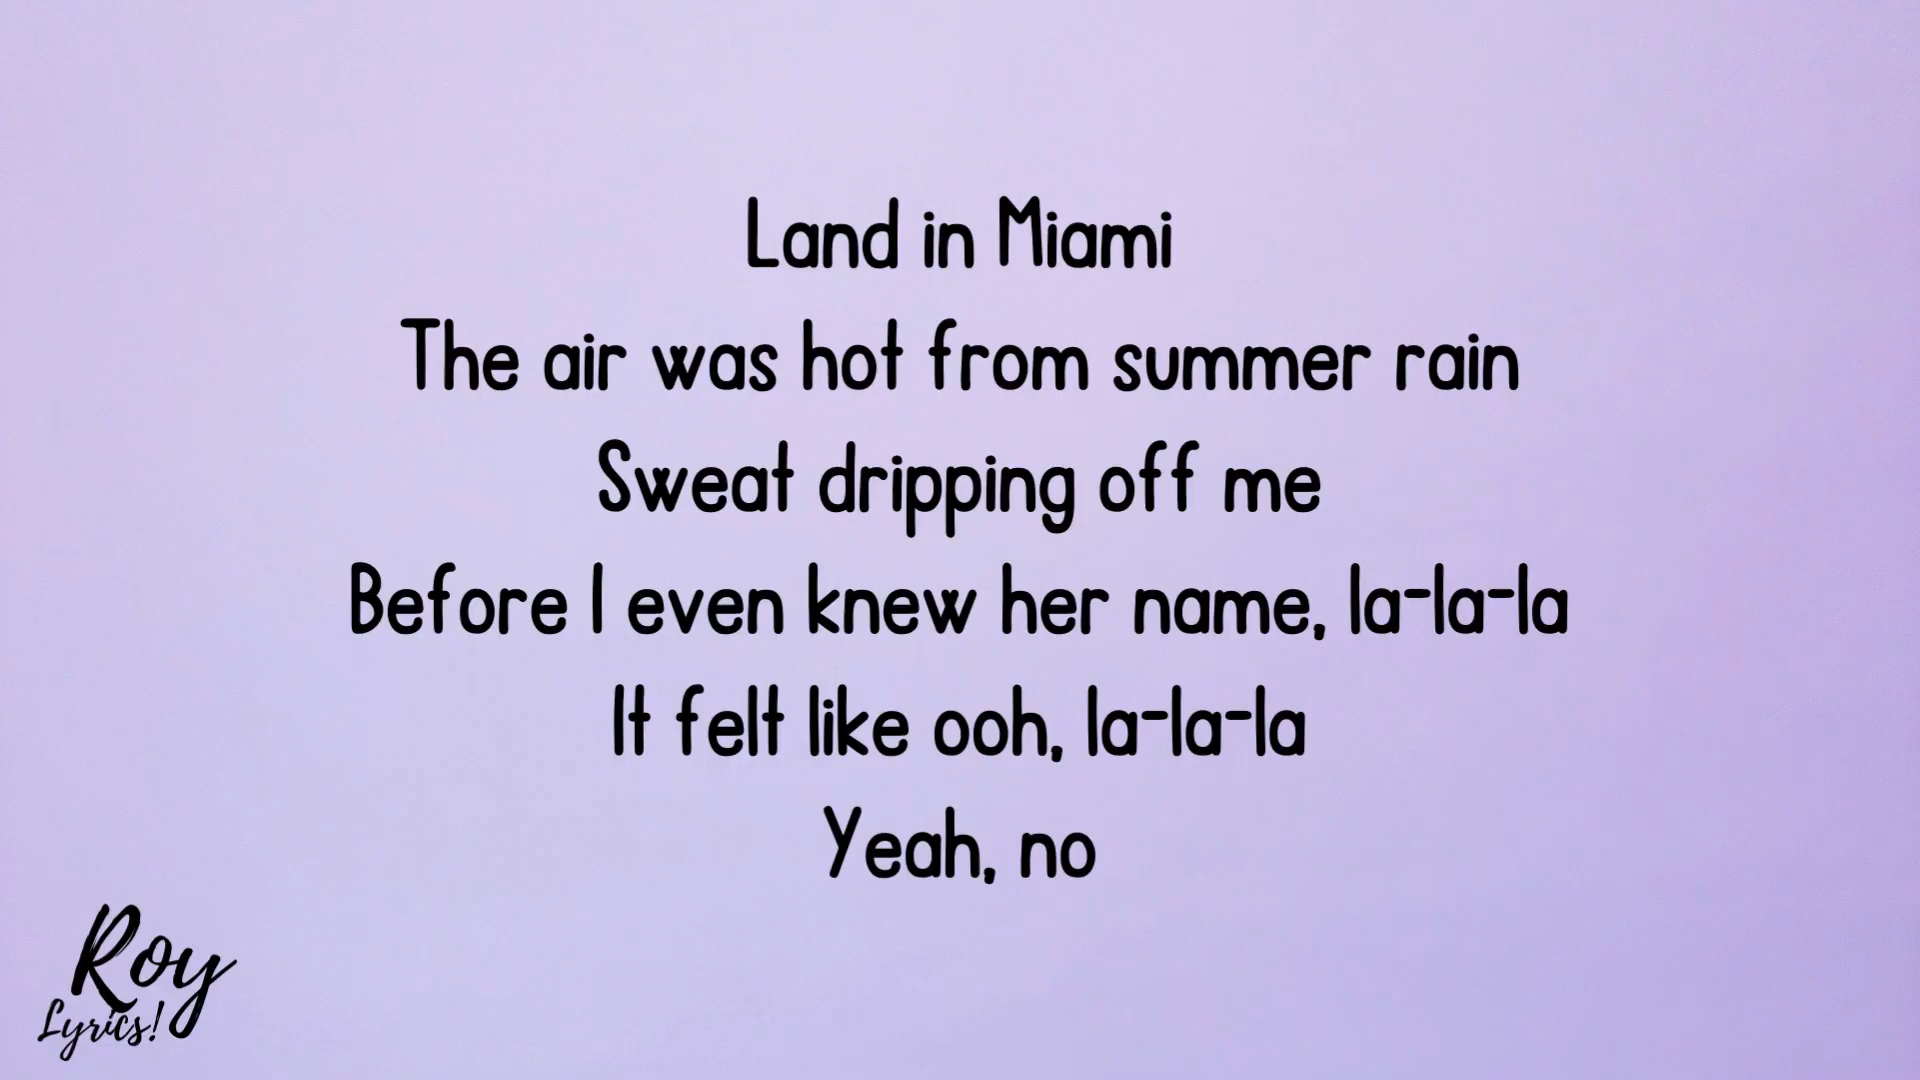 Land in Miami
The air was hot from summer rain
Sweat dripping off me
Before I even knew her name, la-la-la
It felt like ooh, la-la-la
Yeah, no
Roy
Lyrics!